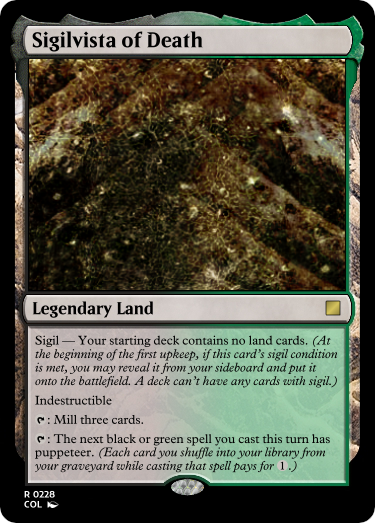 Sigilvista of Death
Legendary Land
Sigil — Your starting deck contains no land cards. (At
the beginning of the first upkeep, if this card's sigil condition
is met, you may reveal it from your sideboard and put it
onto the battlefield. A deck can't have any cards with sigil.)
Indestructible
: Mill three cards.
: The next black or green spell you cast this turn has
puppeteer. (Each card you shuffle into your library from
your graveyard while casting that spell pays for 1.)
R 0228
COL